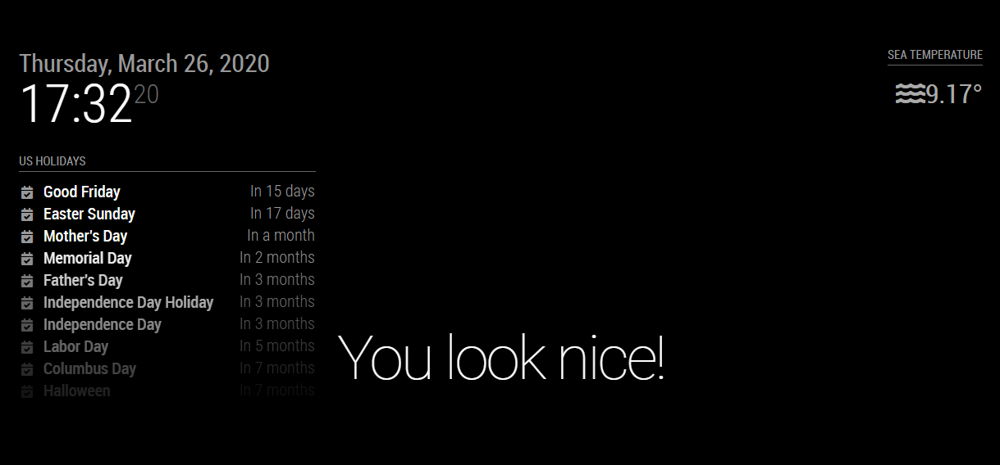 Thursday, March 26, 2020
17:32 20
SEA TEMPERATURE
9.17°
US HOLIDAYS
Good Friday In 15 days
Easter Sunday In 17 days
Mother's Day In a month
Memorial Day In 2 months
Father's Day In 3 months
Independence Day Holiday In 3 months
Independence Day In 3 months
Labor Day In 5 months
Columbus Day In 7 months
Halloween In 7 months
You look nice!